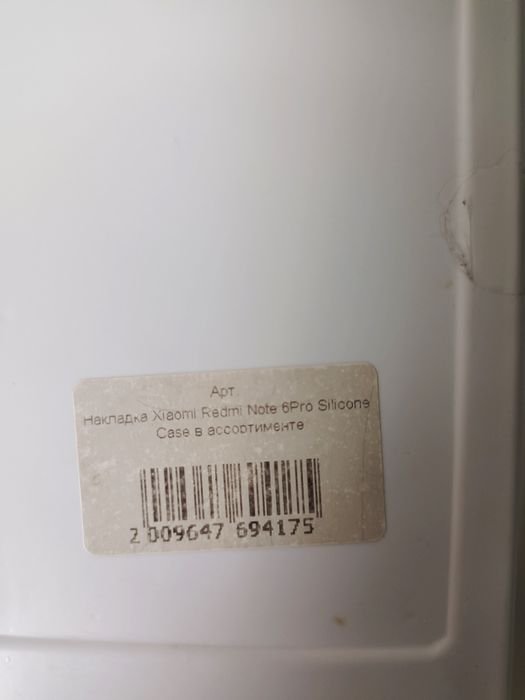 Арт.
Накладка Xiaomi Redmi Note 6Pro Silicone
Case в ассортименте
2 009647 694175